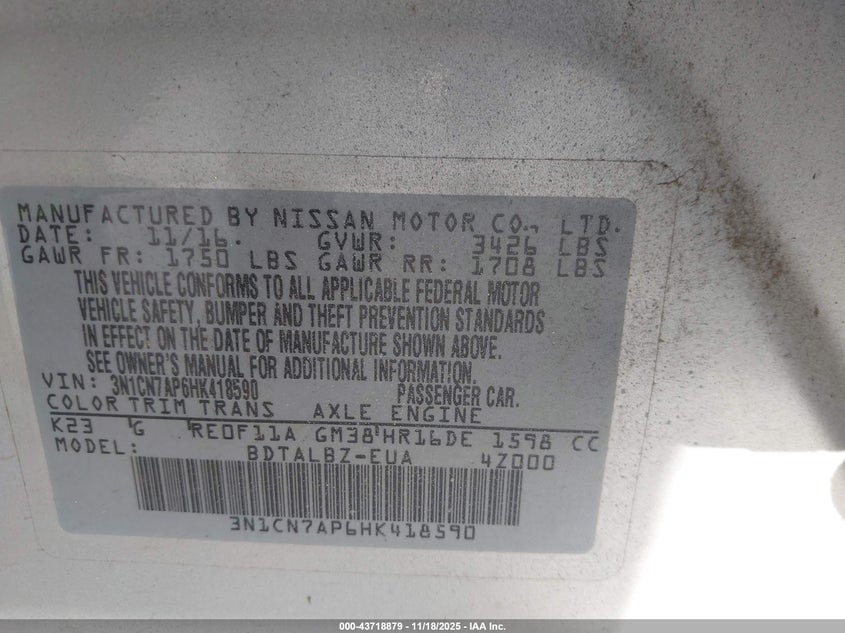 MANUFACTURED BY NISSAN MOTOR CO., LTD.
DATE: 11/16. GVWR: 3426 LBS
GAWR FR: 1750 LBS GAWR RR: 1708 LBS
THIS VEHICLE CONFORMS TO ALL APPLICABLE FEDERAL MOTOR
VEHICLE SAFETY, BUMPER AND THEFT PREVENTION STANDARDS
IN EFFECT ON THE DATE OF MANUFACTURE SHOWN ABOVE.
SEE OWNER'S MANUAL FOR ADDITIONAL INFORMATION.
VIN: 3N1CN7AP6HK418590 PASSENGER CAR.
COLOR TRIM TRANS AXLE ENGINE
K23 'G 'RE0F11A GM38'HR16DE 1598 CC
MODEL: BDTALBZ-EUA 4Z000
3N1CN7AP6HK418590
000-43718879 - 11/18/2025 - IAA Inc.